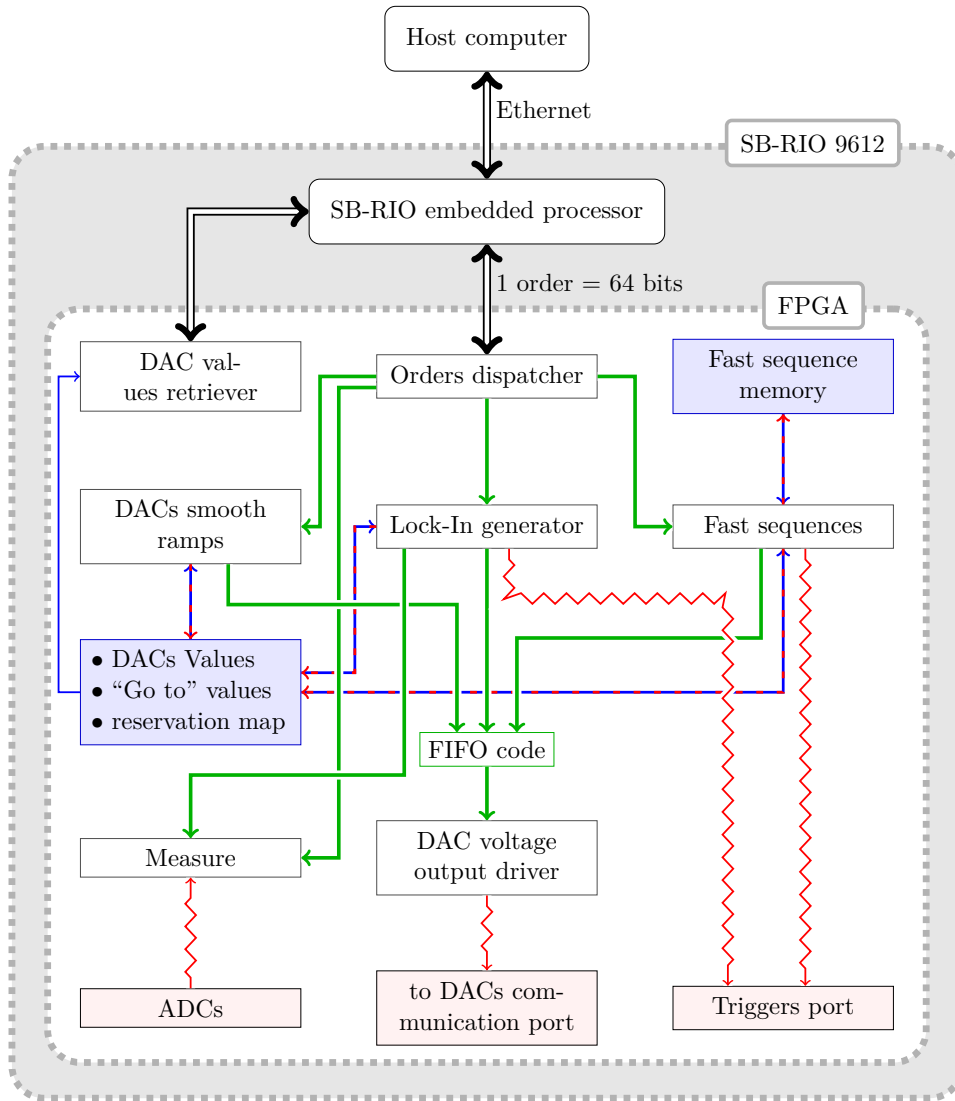 Host computer
Ethernet
SB-RIO 9612
SB-RIO embedded processor
1 order = 64 bits
FPGA
DAC val-
ues retriever
Orders dispatcher
Fast sequence
memory
DACs smooth
ramps
Lock-In generator
Fast sequences
• DACs Values
• “Go to” values
• reservation map
FIFO code
Measure
DAC voltage
output driver
ADCs
to DACs com-
munication port
Triggers port